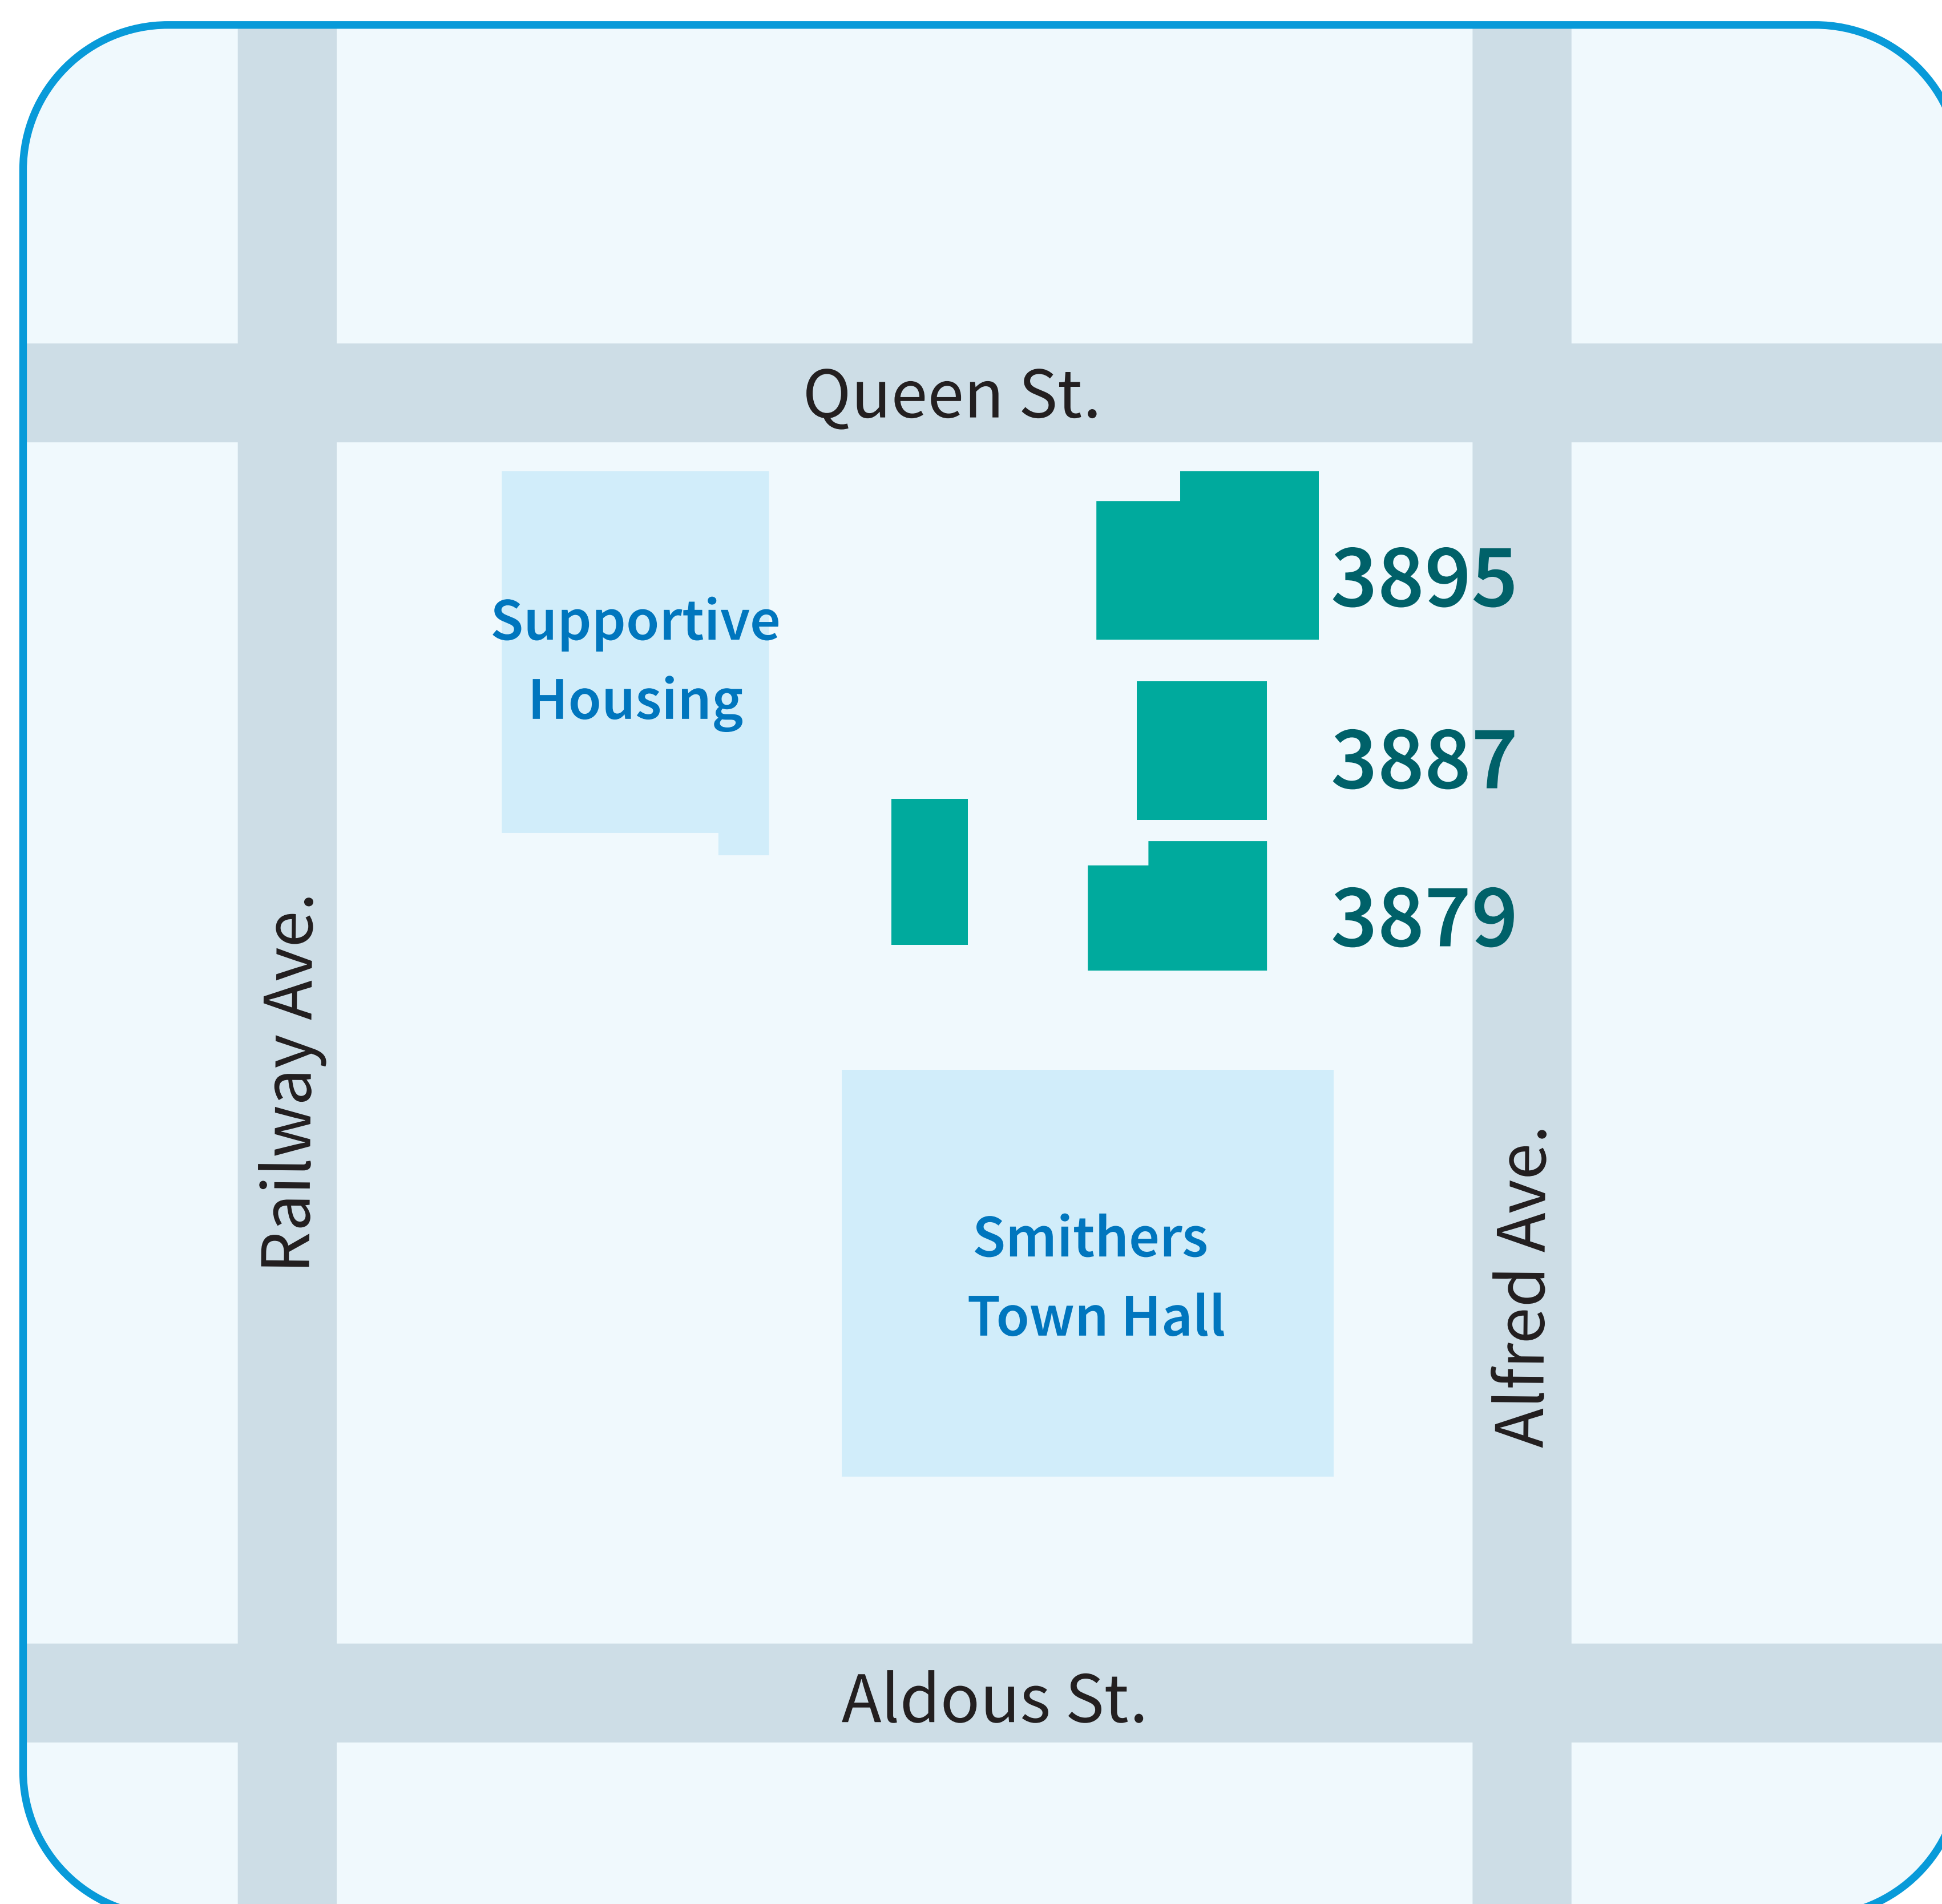 Queen St.
Supportive
Housing
3895
3887
3879
Railway Ave.
Smithers
Town Hall
Alfred Ave.
Aldous St.